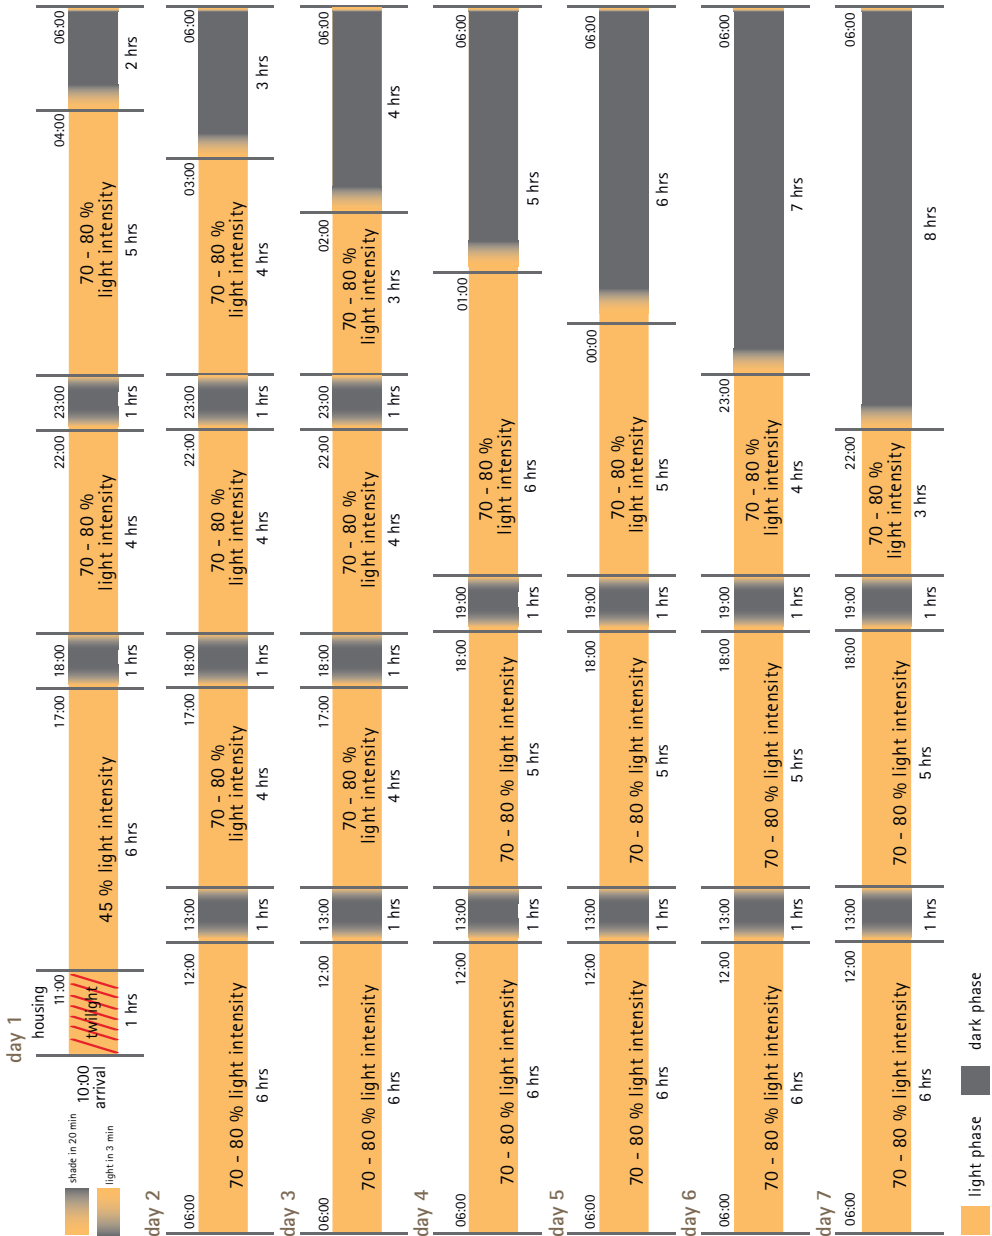 day 1
10:00
arrival
housing
11:00
twilight
1 hrs
45 % light intensity
6 hrs
17:00
18:00
1 hrs
70 – 80 %
light intensity
4 hrs
22:00
23:00
1 hrs
70 – 80 %
light intensity
5 hrs
04:00
06:00
2 hrs
shade in 20 min
light in 3 min
day 2
06:00
70 – 80 % light intensity
6 hrs
12:00
13:00
1 hrs
70 – 80 %
light intensity
4 hrs
17:00
18:00
1 hrs
70 – 80 %
light intensity
4 hrs
22:00
23:00
1 hrs
70 – 80 %
light intensity
4 hrs
03:00
06:00
3 hrs
day 3
06:00
70 – 80 % light intensity
6 hrs
12:00
13:00
1 hrs
70 – 80 %
light intensity
4 hrs
17:00
18:00
1 hrs
70 – 80 %
light intensity
4 hrs
22:00
23:00
1 hrs
70 – 80 %
light intensity
3 hrs
02:00
06:00
4 hrs
day 4
06:00
70 – 80 % light intensity
6 hrs
12:00
13:00
1 hrs
70 – 80 % light intensity
5 hrs
18:00
19:00
1 hrs
70 – 80 %
light intensity
6 hrs
01:00
06:00
5 hrs
day 5
06:00
70 – 80 % light intensity
6 hrs
12:00
13:00
1 hrs
70 – 80 % light intensity
5 hrs
18:00
19:00
1 hrs
70 – 80 %
light intensity
5 hrs
00:00
06:00
6 hrs
day 6
06:00
70 – 80 % light intensity
6 hrs
12:00
13:00
1 hrs
70 – 80 % light intensity
5 hrs
18:00
19:00
1 hrs
70 – 80 %
light intensity
4 hrs
23:00
06:00
7 hrs
day 7
06:00
70 – 80 % light intensity
6 hrs
12:00
13:00
1 hrs
70 – 80 % light intensity
5 hrs
18:00
19:00
1 hrs
70 – 80 %
light intensity
3 hrs
22:00
06:00
8 hrs
light phase
dark phase